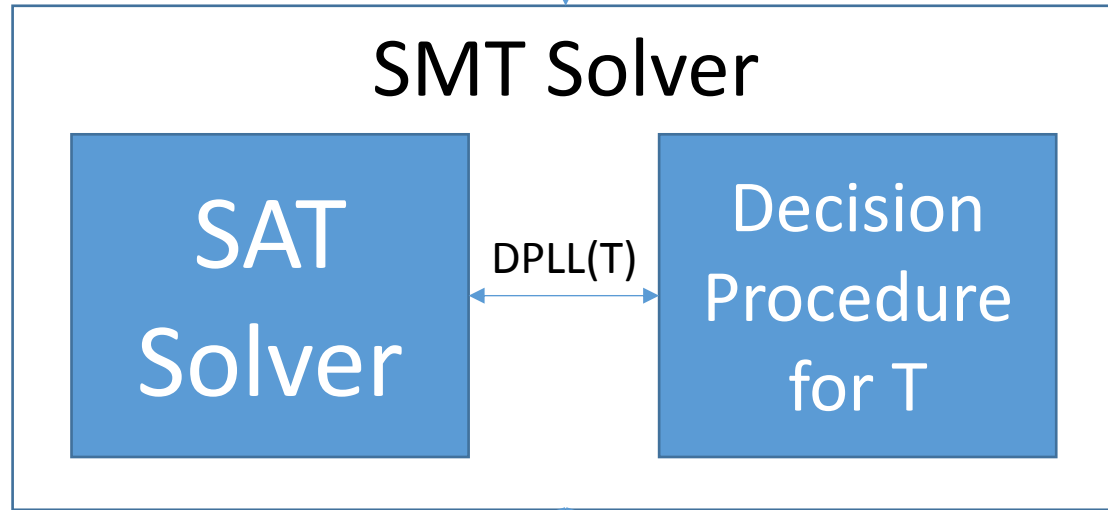 SMT Solver
SAT
Solver
DPLL(T)
Decision
Procedure
for T